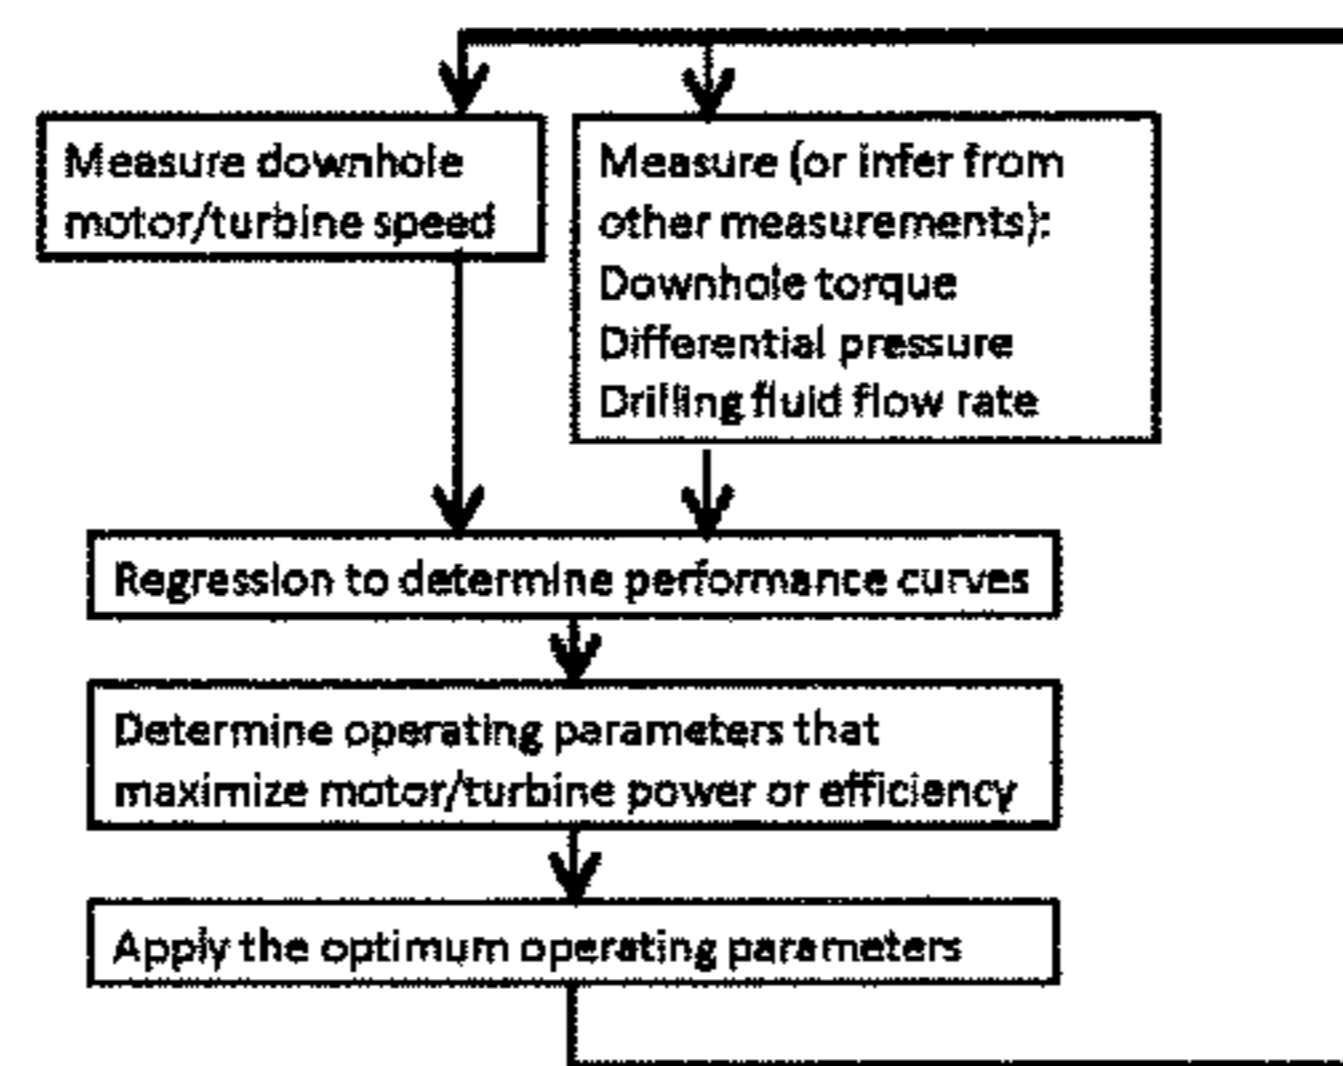 Measure downhole
motor/turbine speed
Measure (or infer from
other measurements):
Downhole torque
Differential pressure
Drilling fluid flow rate
Regression to determine performance curves
Determine operating parameters that
maximize motor/turbine power or efficiency
Apply the optimum operating parameters